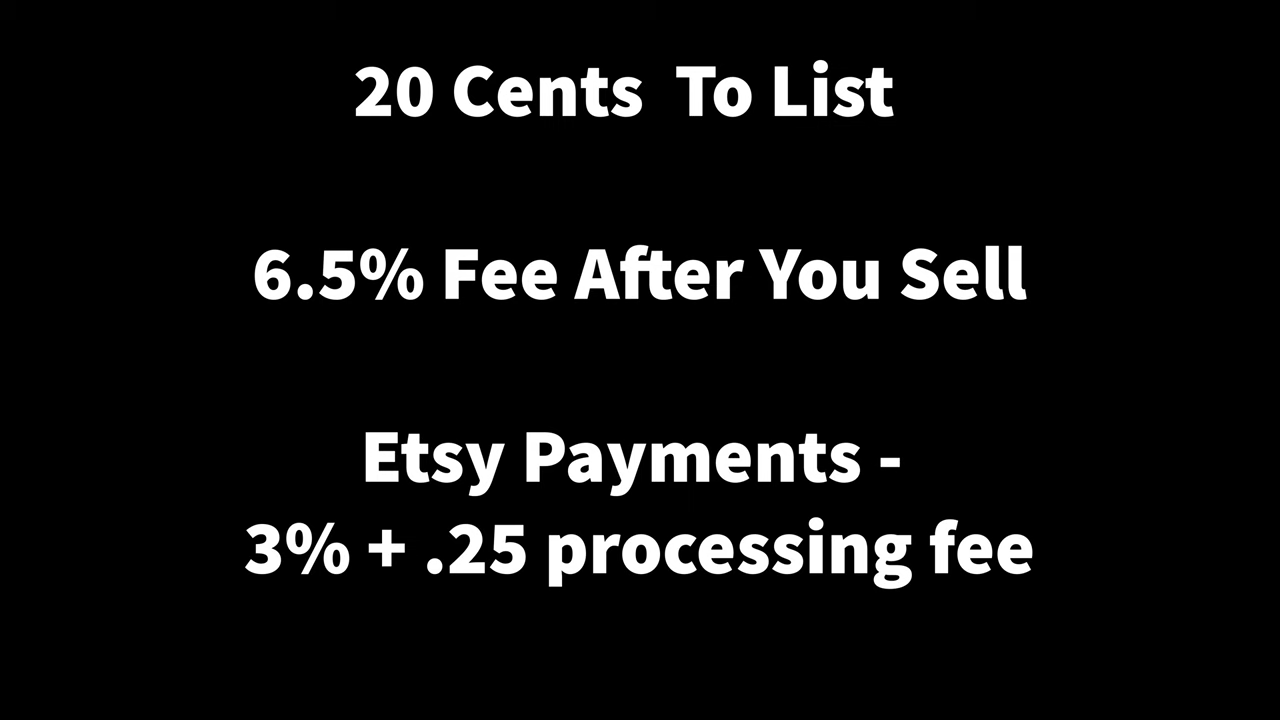 20 Cents  To List
6.5% Fee After You Sell
Etsy Payments -
3% + .25 processing fee